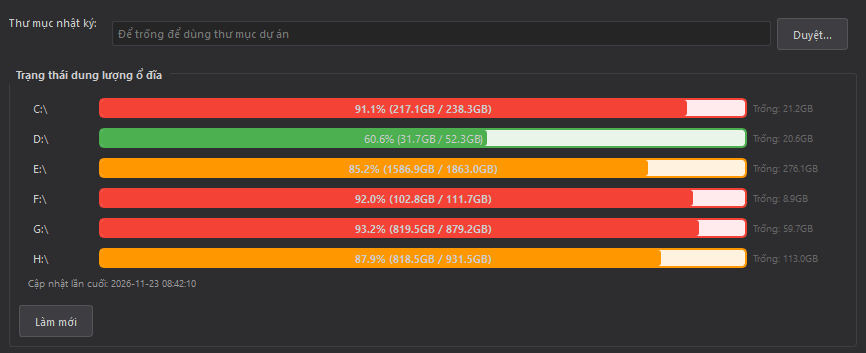 Thư mục nhật ký:
Để trống để dùng thư mục dự án
Duyệt...
Trạng thái dung lượng ổ đĩa
C:\ 91.1% (217.1GB / 238.3GB) Trống: 21.2GB
D:\ 60.6% (31.7GB / 52.3GB) Trống: 20.6GB
E:\ 85.2% (1586.9GB / 1863.0GB) Trống: 276.1GB
F:\ 92.0% (102.8GB / 111.7GB) Trống: 8.9GB
G:\ 93.2% (819.5GB / 879.2GB) Trống: 59.7GB
H:\ 87.9% (818.5GB / 931.5GB) Trống: 113.0GB
Cập nhật lần cuối: 2026-11-23 08:42:10
Làm mới